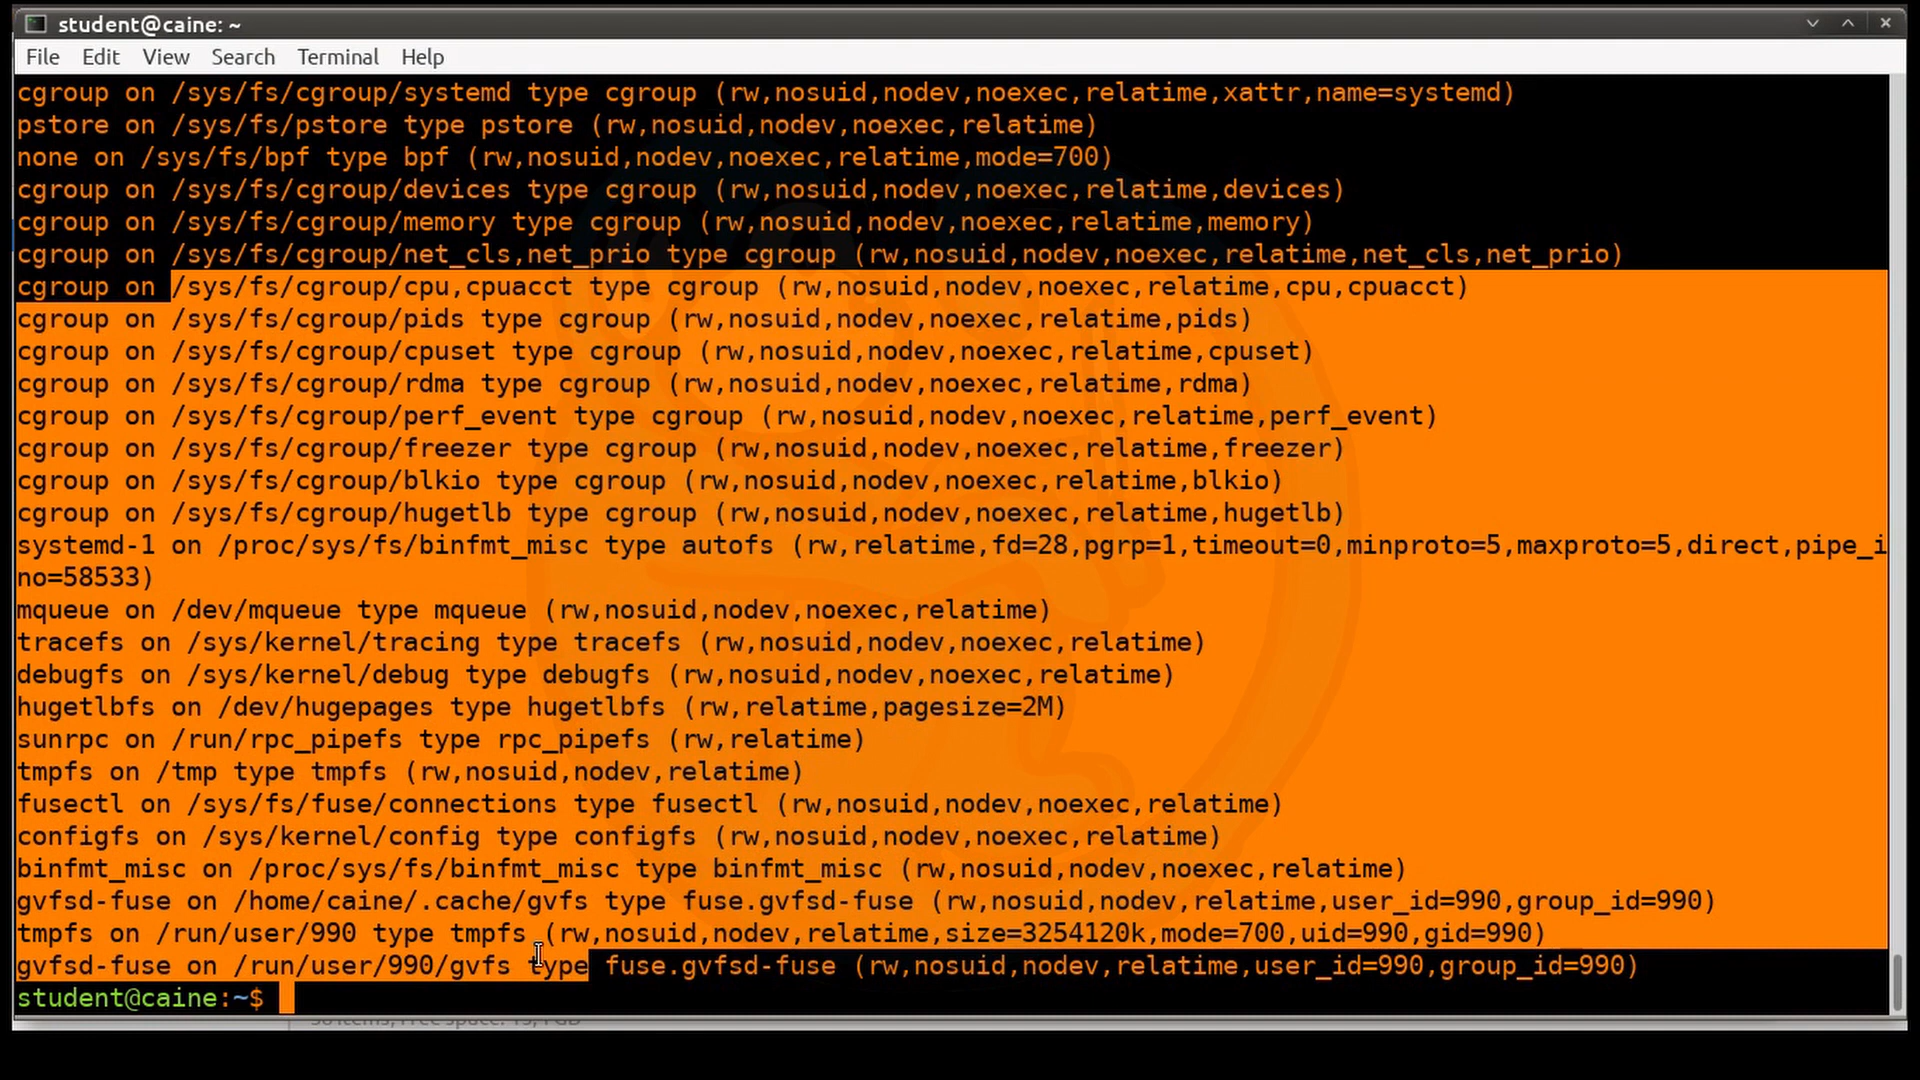 student@caine: ~
File Edit View Search Terminal Help
cgroup on /sys/fs/cgroup/systemd type cgroup (rw,nosuid,nodev,noexec,relatime,xattr,name=systemd)
pstore on /sys/fs/pstore type pstore (rw,nosuid,nodev,noexec,relatime)
none on /sys/fs/bpf type bpf (rw,nosuid,nodev,noexec,relatime,mode=700)
cgroup on /sys/fs/cgroup/devices type cgroup (rw,nosuid,nodev,noexec,relatime,devices)
cgroup on /sys/fs/cgroup/memory type cgroup (rw,nosuid,nodev,noexec,relatime,memory)
cgroup on /sys/fs/cgroup/net_cls,net_prio type cgroup (rw,nosuid,nodev,noexec,relatime,net_cls,net_prio)
cgroup on /sys/fs/cgroup/cpu,cpuacct type cgroup (rw,nosuid,nodev,noexec,relatime,cpu,cpuacct)
cgroup on /sys/fs/cgroup/pids type cgroup (rw,nosuid,nodev,noexec,relatime,pids)
cgroup on /sys/fs/cgroup/cpuset type cgroup (rw,nosuid,nodev,noexec,relatime,cpuset)
cgroup on /sys/fs/cgroup/rdma type cgroup (rw,nosuid,nodev,noexec,relatime,rdma)
cgroup on /sys/fs/cgroup/perf_event type cgroup (rw,nosuid,nodev,noexec,relatime,perf_event)
cgroup on /sys/fs/cgroup/freezer type cgroup (rw,nosuid,nodev,noexec,relatime,freezer)
cgroup on /sys/fs/cgroup/blkio type cgroup (rw,nosuid,nodev,noexec,relatime,blkio)
cgroup on /sys/fs/cgroup/hugetlb type cgroup (rw,nosuid,nodev,noexec,relatime,hugetlb)
systemd-1 on /proc/sys/fs/binfmt_misc type autofs (rw,relatime,fd=28,pgrp=1,timeout=0,minproto=5,maxproto=5,direct,pipe_i
no=58533)
mqueue on /dev/mqueue type mqueue (rw,nosuid,nodev,noexec,relatime)
tracefs on /sys/kernel/tracing type tracefs (rw,nosuid,nodev,noexec,relatime)
debugfs on /sys/kernel/debug type debugfs (rw,nosuid,nodev,noexec,relatime)
hugetlbfs on /dev/hugepages type hugetlbfs (rw,relatime,pagesize=2M)
sunrpc on /run/rpc_pipefs type rpc_pipefs (rw,relatime)
tmpfs on /tmp type tmpfs (rw,nosuid,nodev,relatime)
fusectl on /sys/fs/fuse/connections type fusectl (rw,nosuid,nodev,noexec,relatime)
configfs on /sys/kernel/config type configfs (rw,nosuid,nodev,noexec,relatime)
binfmt_misc on /proc/sys/fs/binfmt_misc type binfmt_misc (rw,nosuid,nodev,noexec,relatime)
gvfsd-fuse on /home/caine/.cache/gvfs type fuse.gvfsd-fuse (rw,nosuid,nodev,relatime,user_id=990,group_id=990)
tmpfs on /run/user/990 type tmpfs (rw,nosuid,nodev,relatime,size=3254120k,mode=700,uid=990,gid=990)
gvfsd-fuse on /run/user/990/gvfs type fuse.gvfsd-fuse (rw,nosuid,nodev,relatime,user_id=990,group_id=990)
student@caine:~$